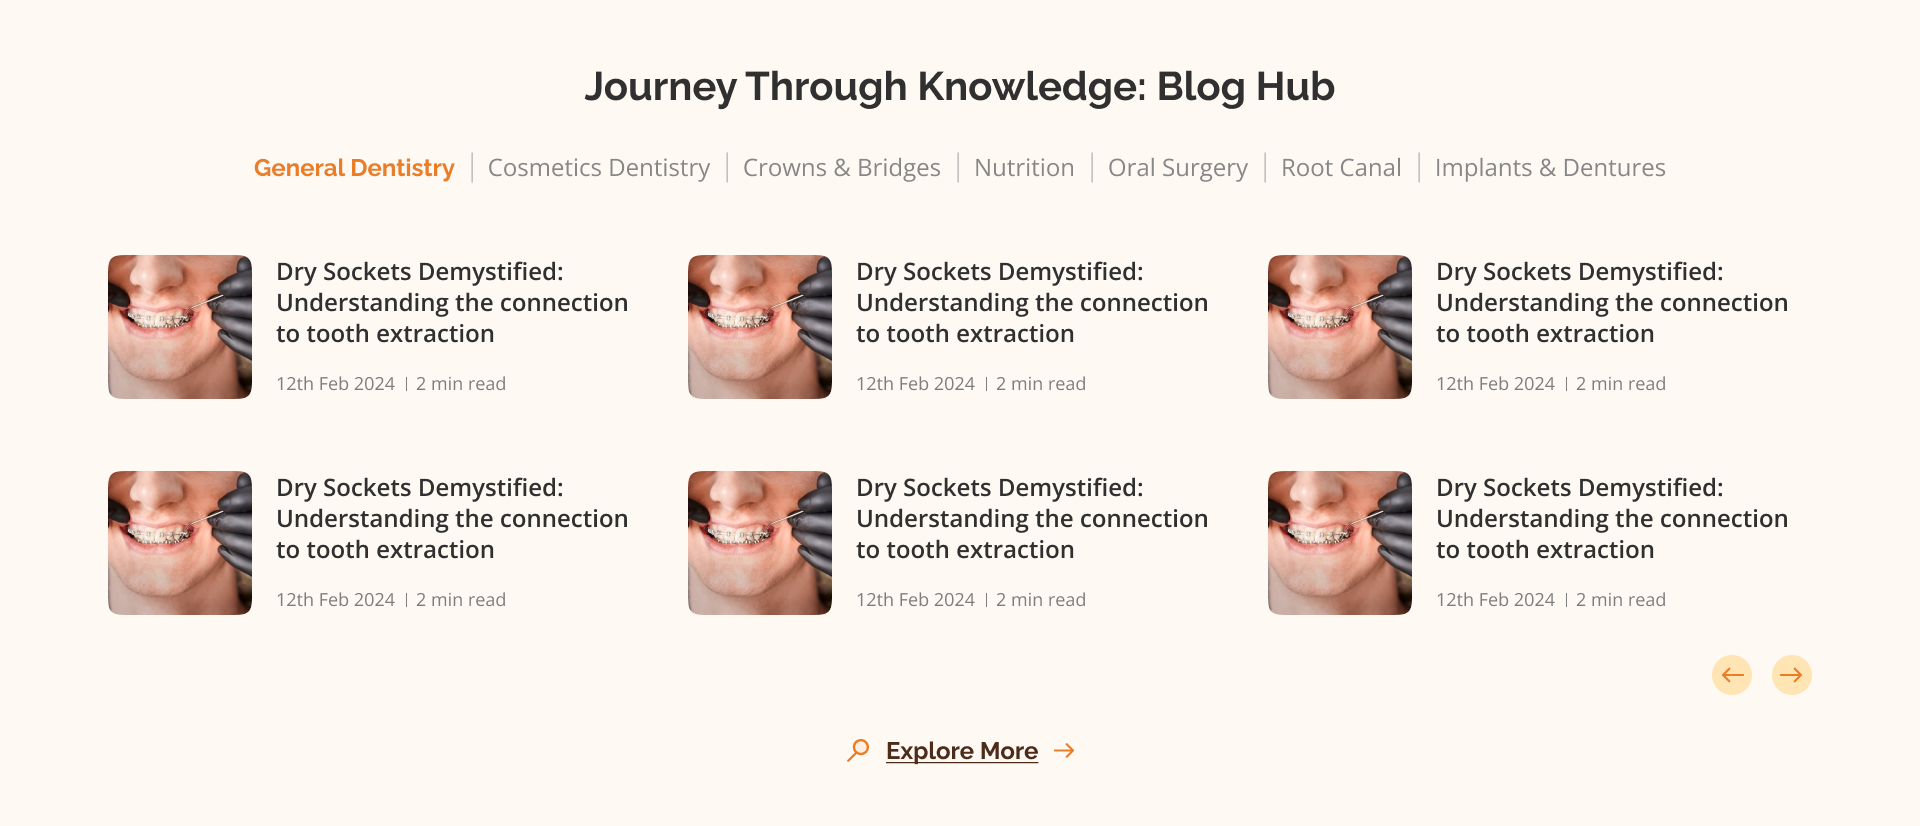 Journey Through Knowledge: Blog Hub
General Dentistry | Cosmetics Dentistry | Crowns & Bridges | Nutrition | Oral Surgery | Root Canal | Implants & Dentures
Dry Sockets Demystified:
Understanding the connection
to tooth extraction
12th Feb 2024 | 2 min read
Dry Sockets Demystified:
Understanding the connection
to tooth extraction
12th Feb 2024 | 2 min read
Dry Sockets Demystified:
Understanding the connection
to tooth extraction
12th Feb 2024 | 2 min read
Dry Sockets Demystified:
Understanding the connection
to tooth extraction
12th Feb 2024 | 2 min read
Dry Sockets Demystified:
Understanding the connection
to tooth extraction
12th Feb 2024 | 2 min read
Dry Sockets Demystified:
Understanding the connection
to tooth extraction
12th Feb 2024 | 2 min read
Explore More